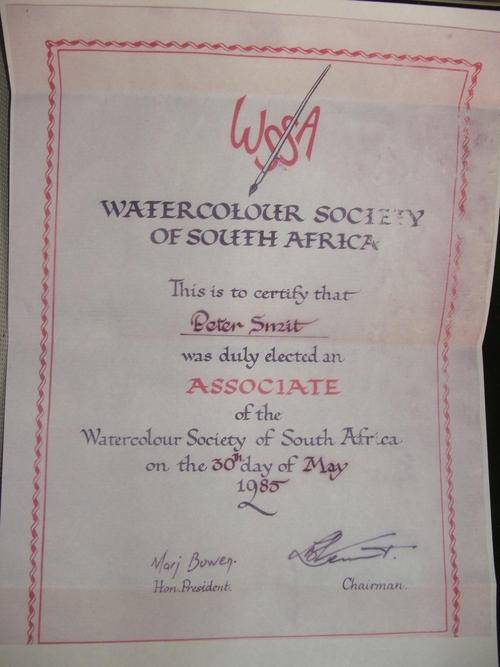 WSSA
WATERCOLOUR SOCIETY
OF SOUTH AFRICA
This is to certify that
Peter Smit
was duly elected an
ASSOCIATE
of the
Watercolour Society of South Africa
on the 30th day of May
1985
Marj Bowen.
Hon. President.
Chairman.